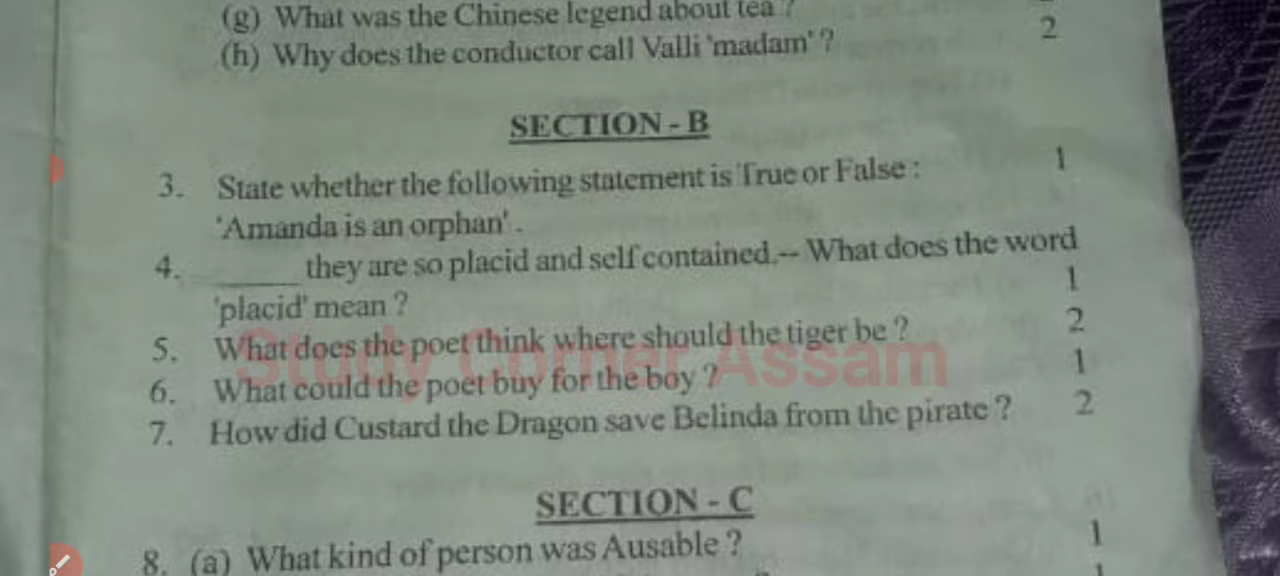 (g) What was the Chinese legend about tea ?
(h) Why does the conductor call Valli 'madam' ? 2
SECTION - B
3. State whether the following statement is True or False : 1
'Amanda is an orphan'.
4. ______ they are so placid and self contained.-- What does the word
'placid' mean ? 1
5. What does the poet think where should the tiger be ? 2
Study Corner Assam
6. What could the poet buy for the boy ? 1
7. How did Custard the Dragon save Belinda from the pirate ? 2
SECTION - C
8. (a) What kind of person was Ausable ? 1